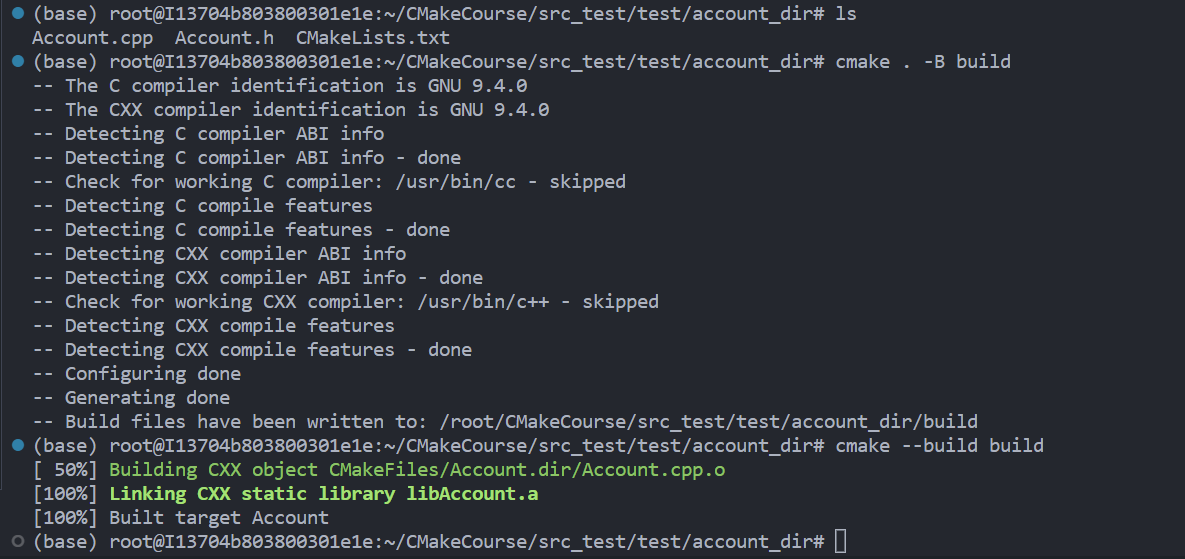 (base) root@I13704b803800301e1e:~/CMakeCourse/src_test/test/account_dir# ls
Account.cpp  Account.h  CMakeLists.txt
(base) root@I13704b803800301e1e:~/CMakeCourse/src_test/test/account_dir# cmake . -B build
-- The C compiler identification is GNU 9.4.0
-- The CXX compiler identification is GNU 9.4.0
-- Detecting C compiler ABI info
-- Detecting C compiler ABI info - done
-- Check for working C compiler: /usr/bin/cc - skipped
-- Detecting C compile features
-- Detecting C compile features - done
-- Detecting CXX compiler ABI info
-- Detecting CXX compiler ABI info - done
-- Check for working CXX compiler: /usr/bin/c++ - skipped
-- Detecting CXX compile features
-- Detecting CXX compile features - done
-- Configuring done
-- Generating done
-- Build files have been written to: /root/CMakeCourse/src_test/test/account_dir/build
(base) root@I13704b803800301e1e:~/CMakeCourse/src_test/test/account_dir# cmake --build build
[ 50%] Building CXX object CMakeFiles/Account.dir/Account.cpp.o
[100%] Linking CXX static library libAccount.a
[100%] Built target Account
(base) root@I13704b803800301e1e:~/CMakeCourse/src_test/test/account_dir#